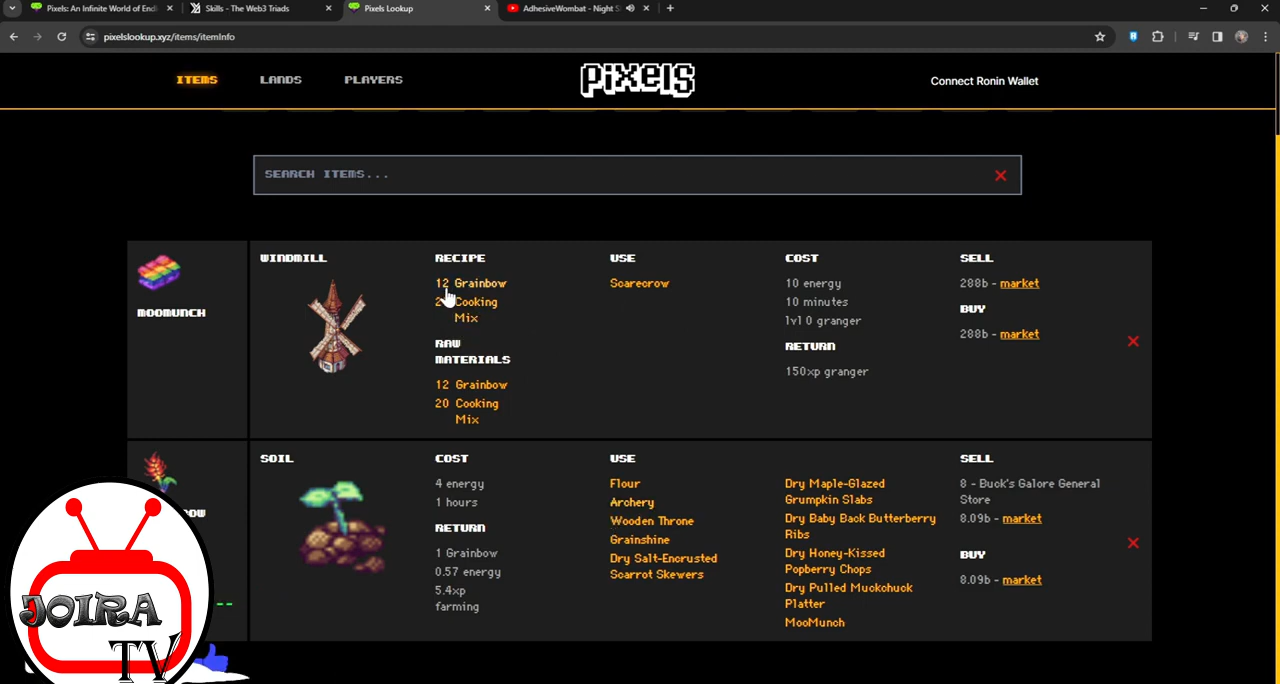 Pixels: An Infinite World of End
Skills - The Web3 Triads
Pixels Lookup
AdhesiveWombat - Night S
pixelslookup.xyz/items/itemInfo
ITEMS
LANDS
PLAYERS
PIXELS
Connect Ronin Wallet
SEARCH ITEMS...
MOOMUNCH
WINDMILL
RECIPE
12 Grainbow
Cooking
Mix
RAW
MATERIALS
12 Grainbow
20 Cooking
Mix
USE
Scarecrow
COST
10 energy
10 minutes
lvl 0 granger
RETURN
150xp granger
SELL
288b - market
BUY
288b - market
SOIL
COST
4 energy
1 hours
RETURN
1 Grainbow
0.57 energy
5.4xp
farming
USE
Flour
Archery
Wooden Throne
Grainshine
Dry Salt-Encrusted
Scarrot Skewers
Dry Maple-Glazed
Grumpkin Slabs
Dry Baby Back Butterberry
Ribs
Dry Honey-Kissed
Popberry Chops
Dry Pulled Muckchuck
Platter
MooMunch
SELL
8 - Buck's Galore General
Store
8.09b - market
BUY
8.09b - market
JOIRA
TV